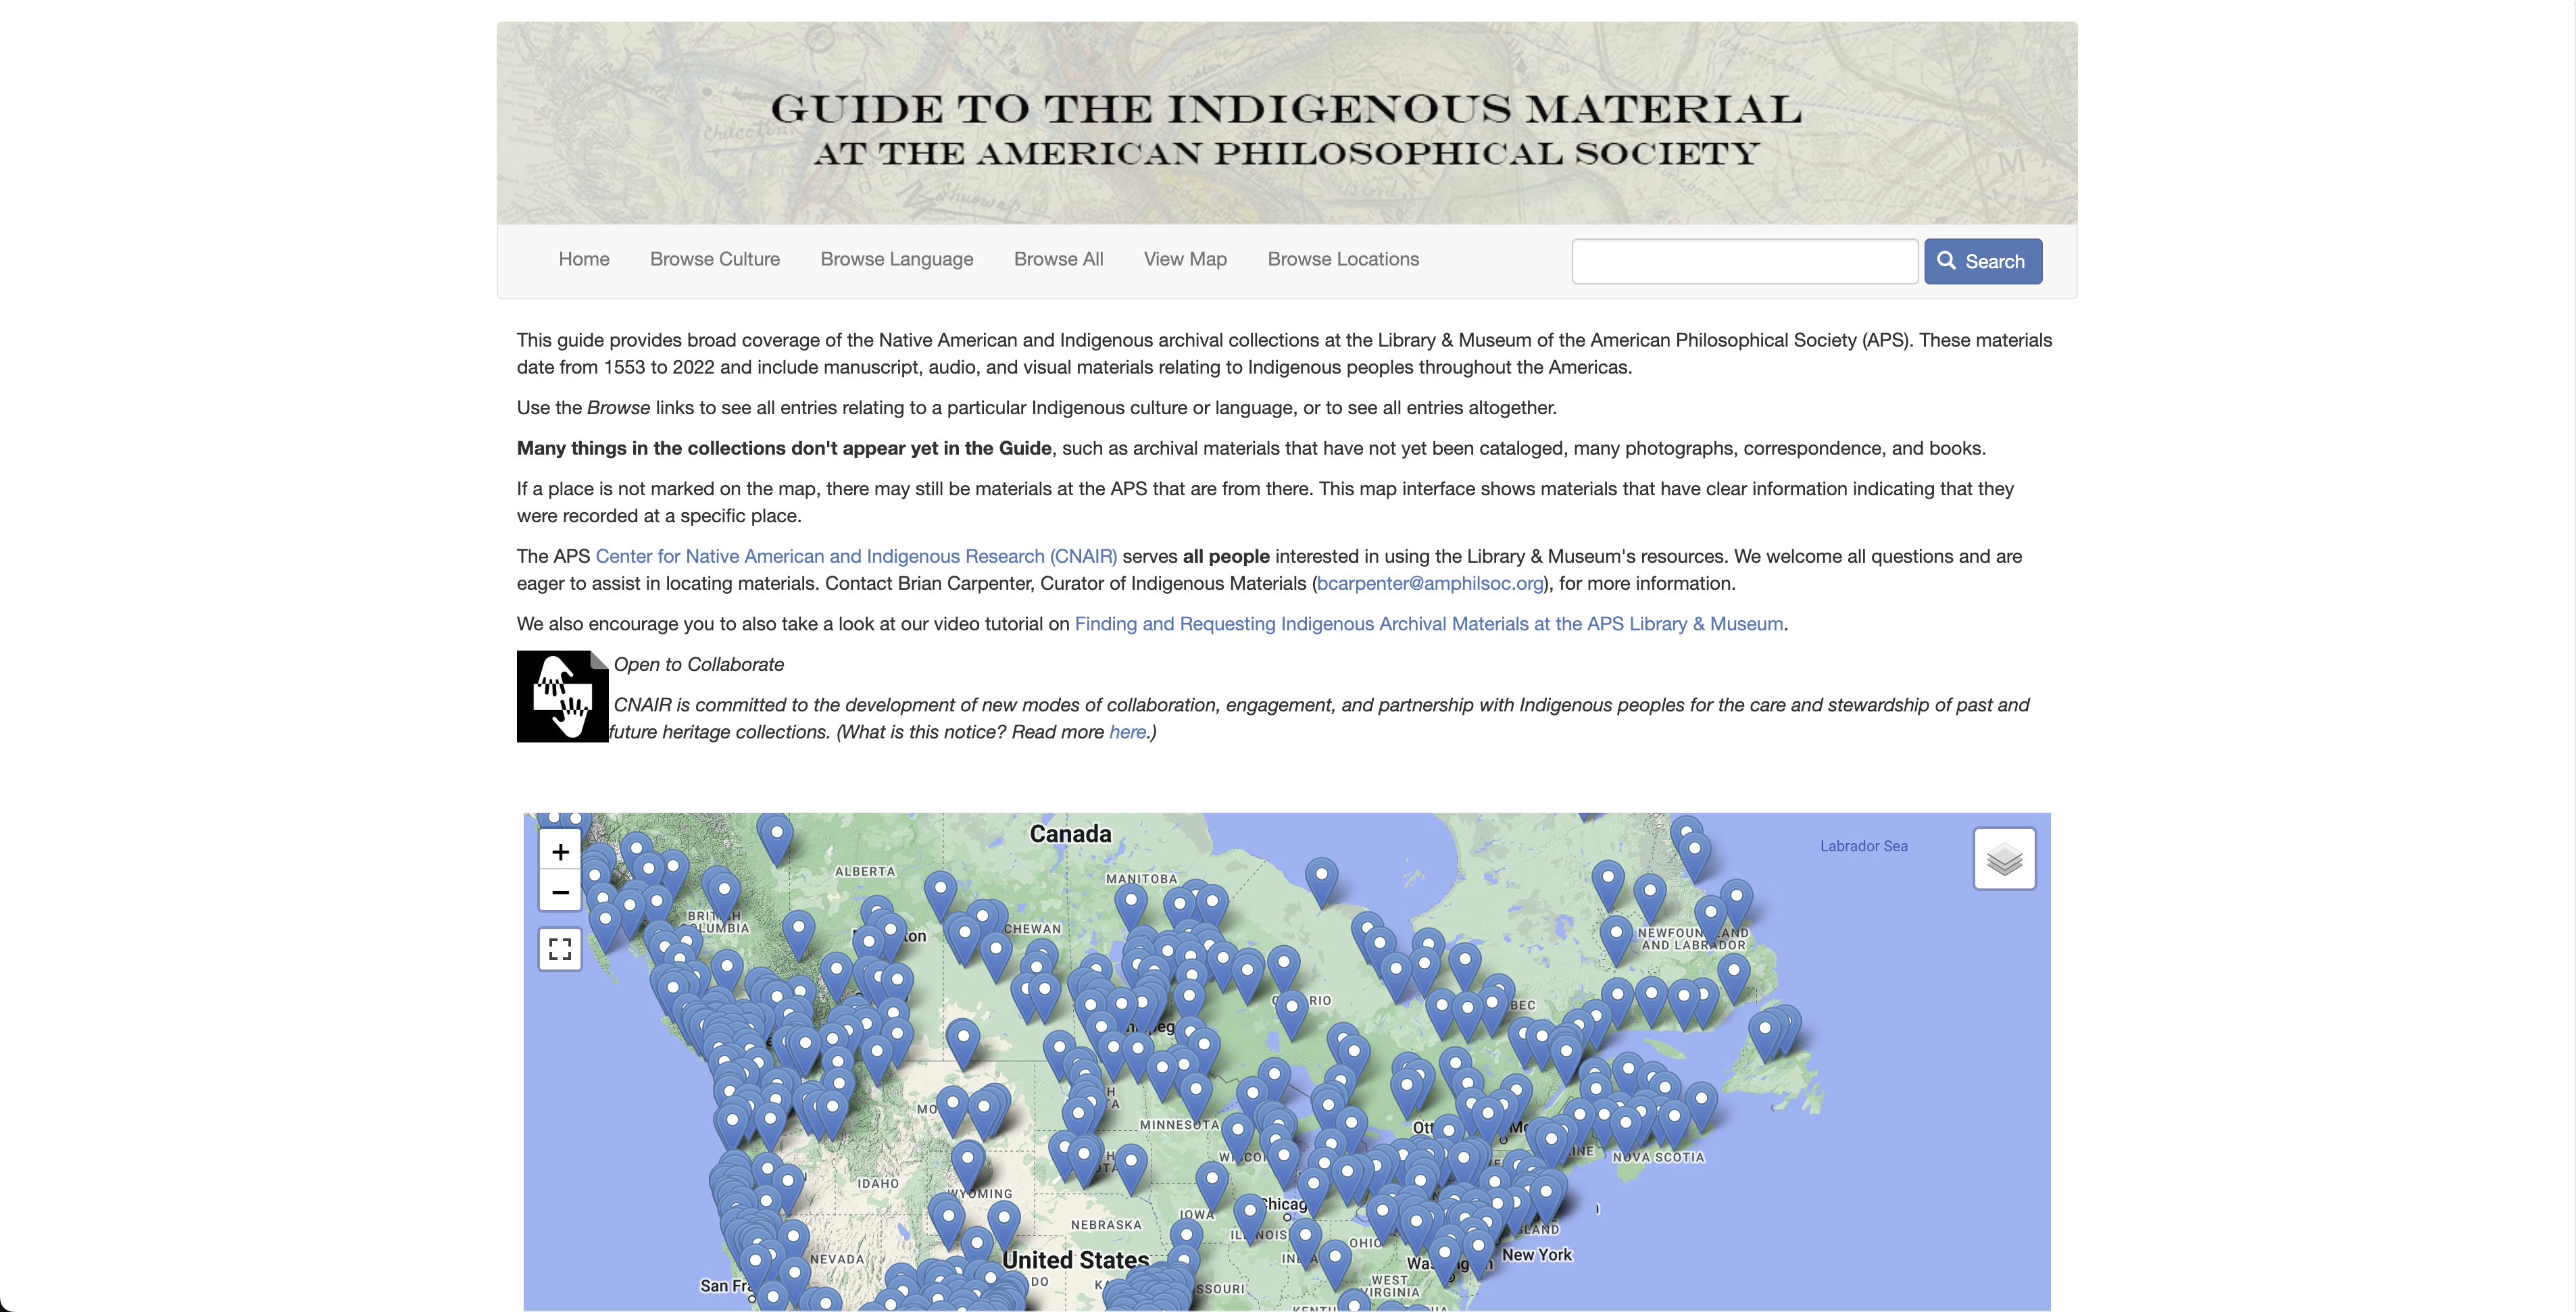 GUIDE TO THE INDIGENOUS MATERIAL
AT THE AMERICAN PHILOSOPHICAL SOCIETY
Home Browse Culture Browse Language Browse All View Map Browse Locations Search
This guide provides broad coverage of the Native American and Indigenous archival collections at the Library & Museum of the American Philosophical Society (APS). These materials
date from 1553 to 2022 and include manuscript, audio, and visual materials relating to Indigenous peoples throughout the Americas.
Use the Browse links to see all entries relating to a particular Indigenous culture or language, or to see all entries altogether.
Many things in the collections don't appear yet in the Guide, such as archival materials that have not yet been cataloged, many photographs, correspondence, and books.
If a place is not marked on the map, there may still be materials at the APS that are from there. This map interface shows materials that have clear information indicating that they
were recorded at a specific place.
The APS Center for Native American and Indigenous Research (CNAIR) serves all people interested in using the Library & Museum's resources. We welcome all questions and are
eager to assist in locating materials. Contact Brian Carpenter, Curator of Indigenous Materials (bcarpenter@amphilsoc.org), for more information.
We also encourage you to also take a look at our video tutorial on Finding and Requesting Indigenous Archival Materials at the APS Library & Museum.
Open to Collaborate
CNAIR is committed to the development of new modes of collaboration, engagement, and partnership with Indigenous peoples for the care and stewardship of past and
future heritage collections. (What is this notice? Read more here.)
+
−
Canada
Labrador Sea
ALBERTA
MANITOBA
NEWFOUNDLAND
AND LABRADOR
MINNESOTA
NOVA SCOTIA
IDAHO
WYOMING
IOWA
NEBRASKA
NEVADA
United States
New York
WEST
VIRGINIA